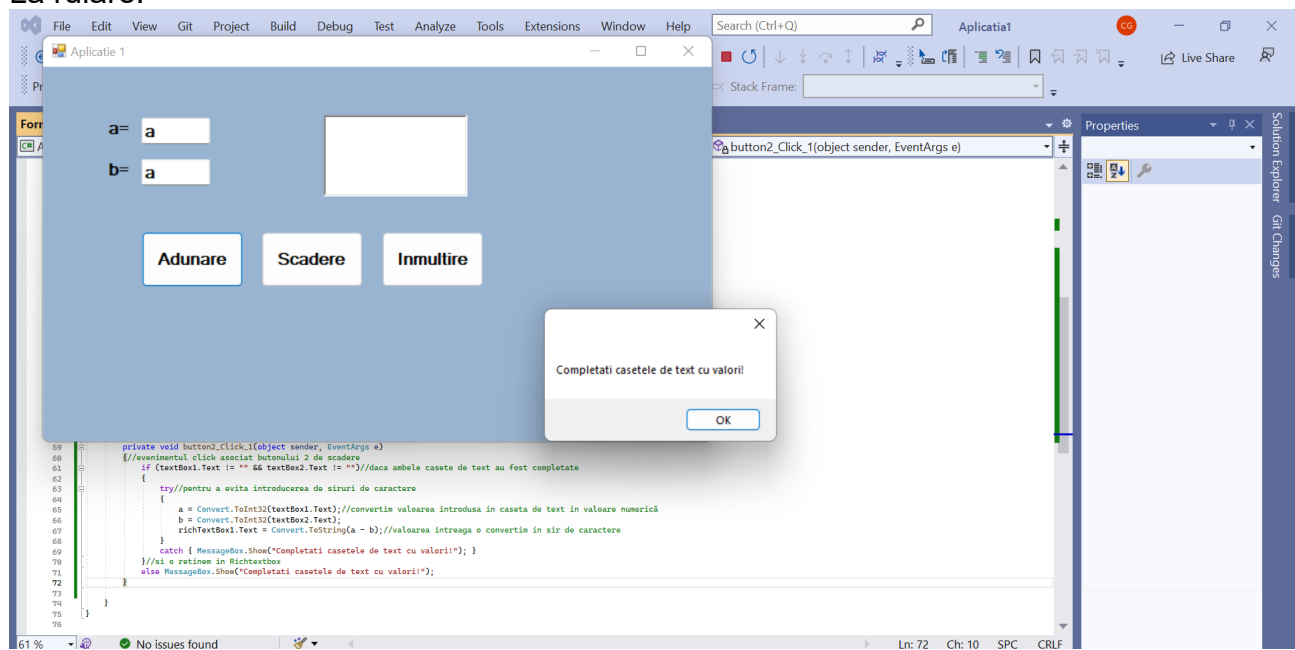 La rulare:
File Edit View Git Project Build Debug Test Analyze Tools Extensions Window Help Search (Ctrl+Q) Aplicatia1 CG
Aplicatie 1
Live Share
Pr
Stack Frame:
Form
Properties
C# A
button2_Click_1(object sender, EventArgs e)
a= a
b= a
Solution Explorer
Git Changes
Adunare Scadere Inmultire
Completati casetele de text cu valori!
OK
59 private void button2_Click_1(object sender, EventArgs e)
60 {//evenimentul click asociat butonului 2 de scadere
61 if (textBox1.Text != "" && textBox2.Text != "")//daca ambele casete de text au fost completate
62 {
63 try//pentru a evita introducerea de siruri de caractere
64 {
65 a = Convert.ToInt32(textBox1.Text);//convertim valoarea introdusa in caseta de text in valoare numerică
66 b = Convert.ToInt32(textBox2.Text);
67 richTextBox1.Text = Convert.ToString(a - b);//valoarea intreaga o convertim in sir de caractere
68 }
69 catch { MessageBox.Show("Completati casetele de text cu valori!"); }
70 }//si o retinem in Richtextbox
71 else MessageBox.Show("Completati casetele de text cu valori!");
72 }
73
74 }
75 }
76
61 % No issues found Ln: 72 Ch: 10 SPC CRLF